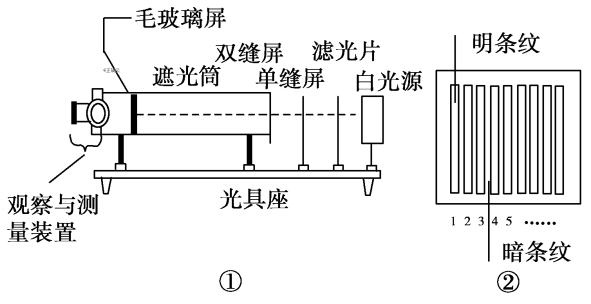 毛玻璃屏
双缝屏
滤光片
遮光筒
单缝屏
白光源
观察与测
量装置
光具座
①
明条纹
1 2 3 4 5 ……
暗条纹
②